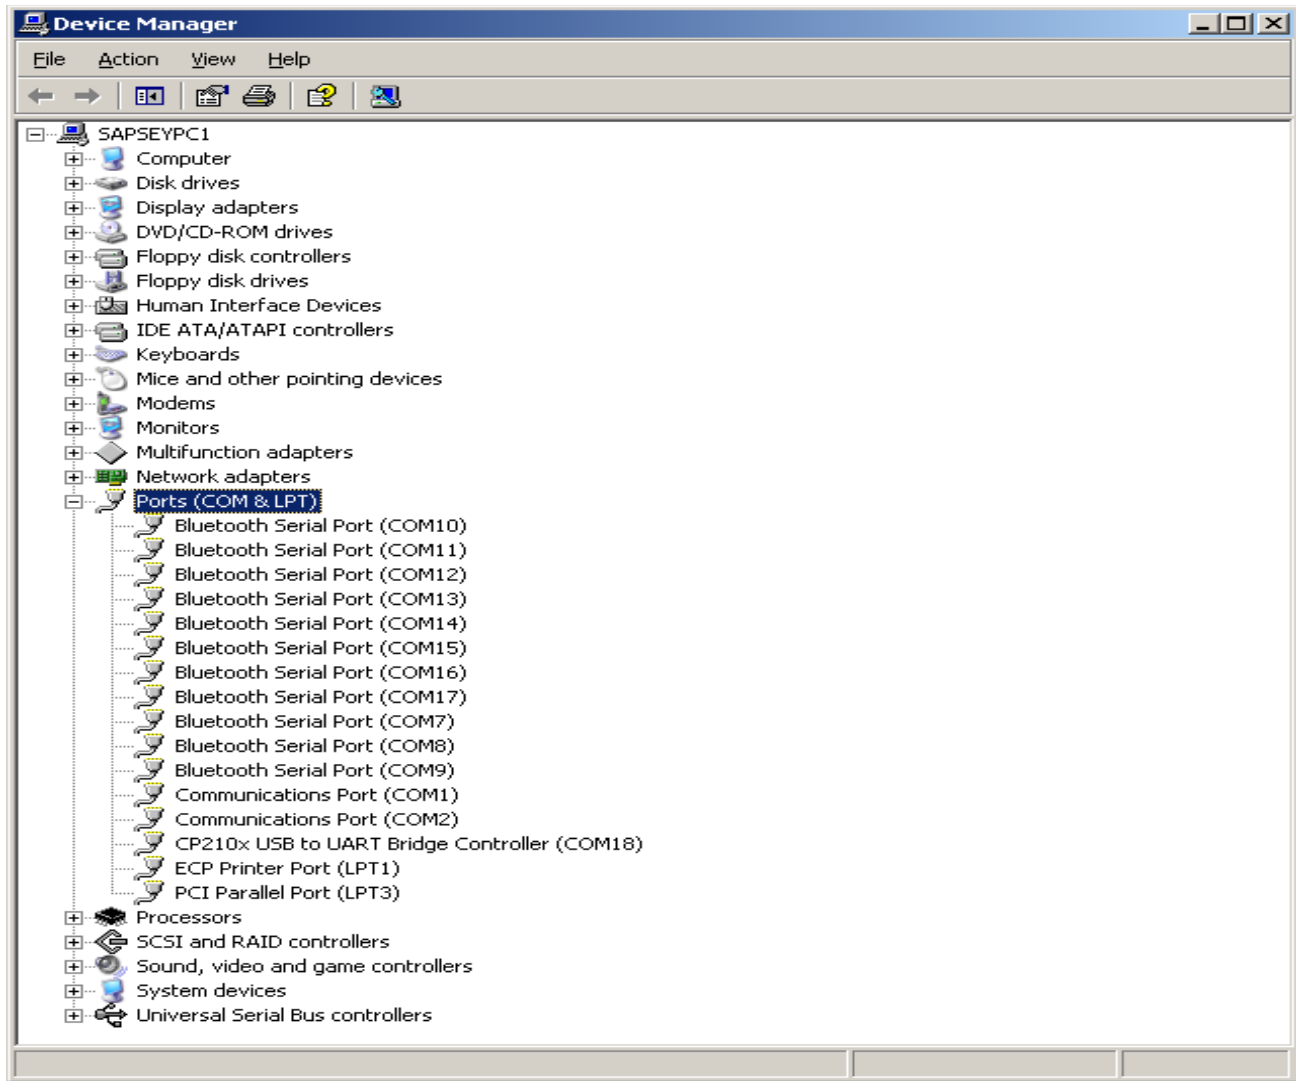 Device Manager
File Action View Help
SAPSEYPC1
Computer
Disk drives
Display adapters
DVD/CD-ROM drives
Floppy disk controllers
Floppy disk drives
Human Interface Devices
IDE ATA/ATAPI controllers
Keyboards
Mice and other pointing devices
Modems
Monitors
Multifunction adapters
Network adapters
Ports (COM & LPT)
Bluetooth Serial Port (COM10)
Bluetooth Serial Port (COM11)
Bluetooth Serial Port (COM12)
Bluetooth Serial Port (COM13)
Bluetooth Serial Port (COM14)
Bluetooth Serial Port (COM15)
Bluetooth Serial Port (COM16)
Bluetooth Serial Port (COM17)
Bluetooth Serial Port (COM7)
Bluetooth Serial Port (COM8)
Bluetooth Serial Port (COM9)
Communications Port (COM1)
Communications Port (COM2)
CP210x USB to UART Bridge Controller (COM18)
ECP Printer Port (LPT1)
PCI Parallel Port (LPT3)
Processors
SCSI and RAID controllers
Sound, video and game controllers
System devices
Universal Serial Bus controllers